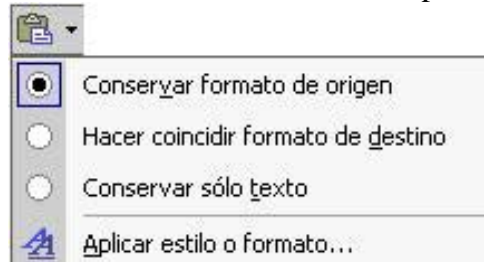 Conservar formato de origen
Hacer coincidir formato de destino
Conservar sólo texto
Aplicar estilo o formato...